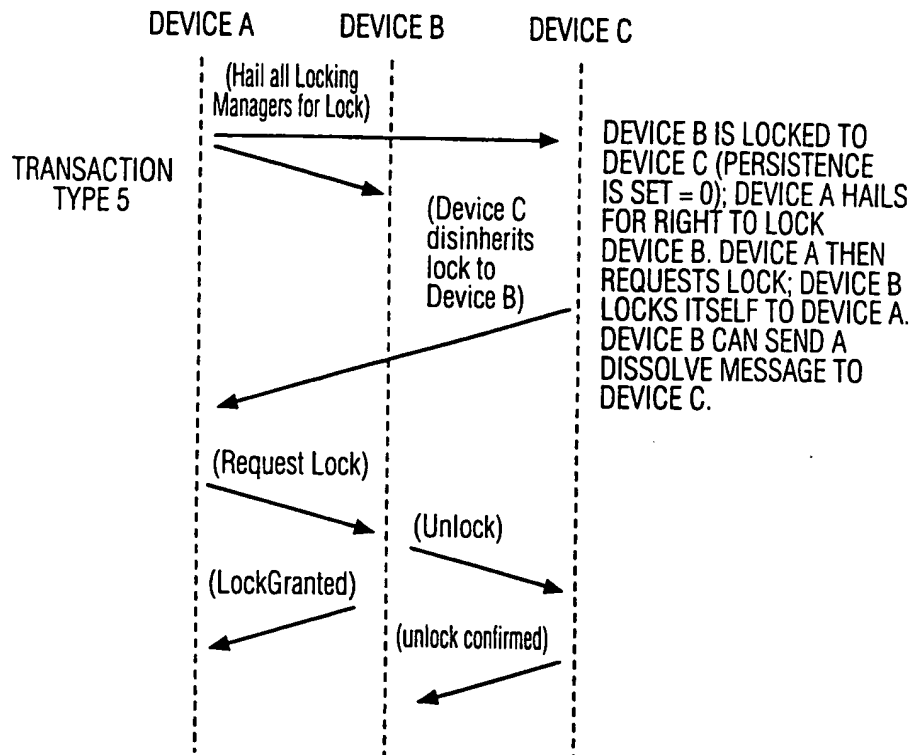 DEVICE A DEVICE B DEVICE C
(Hail all Locking
Managers for Lock)
TRANSACTION
TYPE 5
DEVICE B IS LOCKED TO
DEVICE C (PERSISTENCE
IS SET = 0); DEVICE A HAILS
FOR RIGHT TO LOCK
DEVICE B. DEVICE A THEN
REQUESTS LOCK; DEVICE B
LOCKS ITSELF TO DEVICE A.
DEVICE B CAN SEND A
DISSOLVE MESSAGE TO
DEVICE C.
(Device C
disinherits
lock to
Device B)
(Request Lock)
(Unlock)
(LockGranted)
(unlock confirmed)